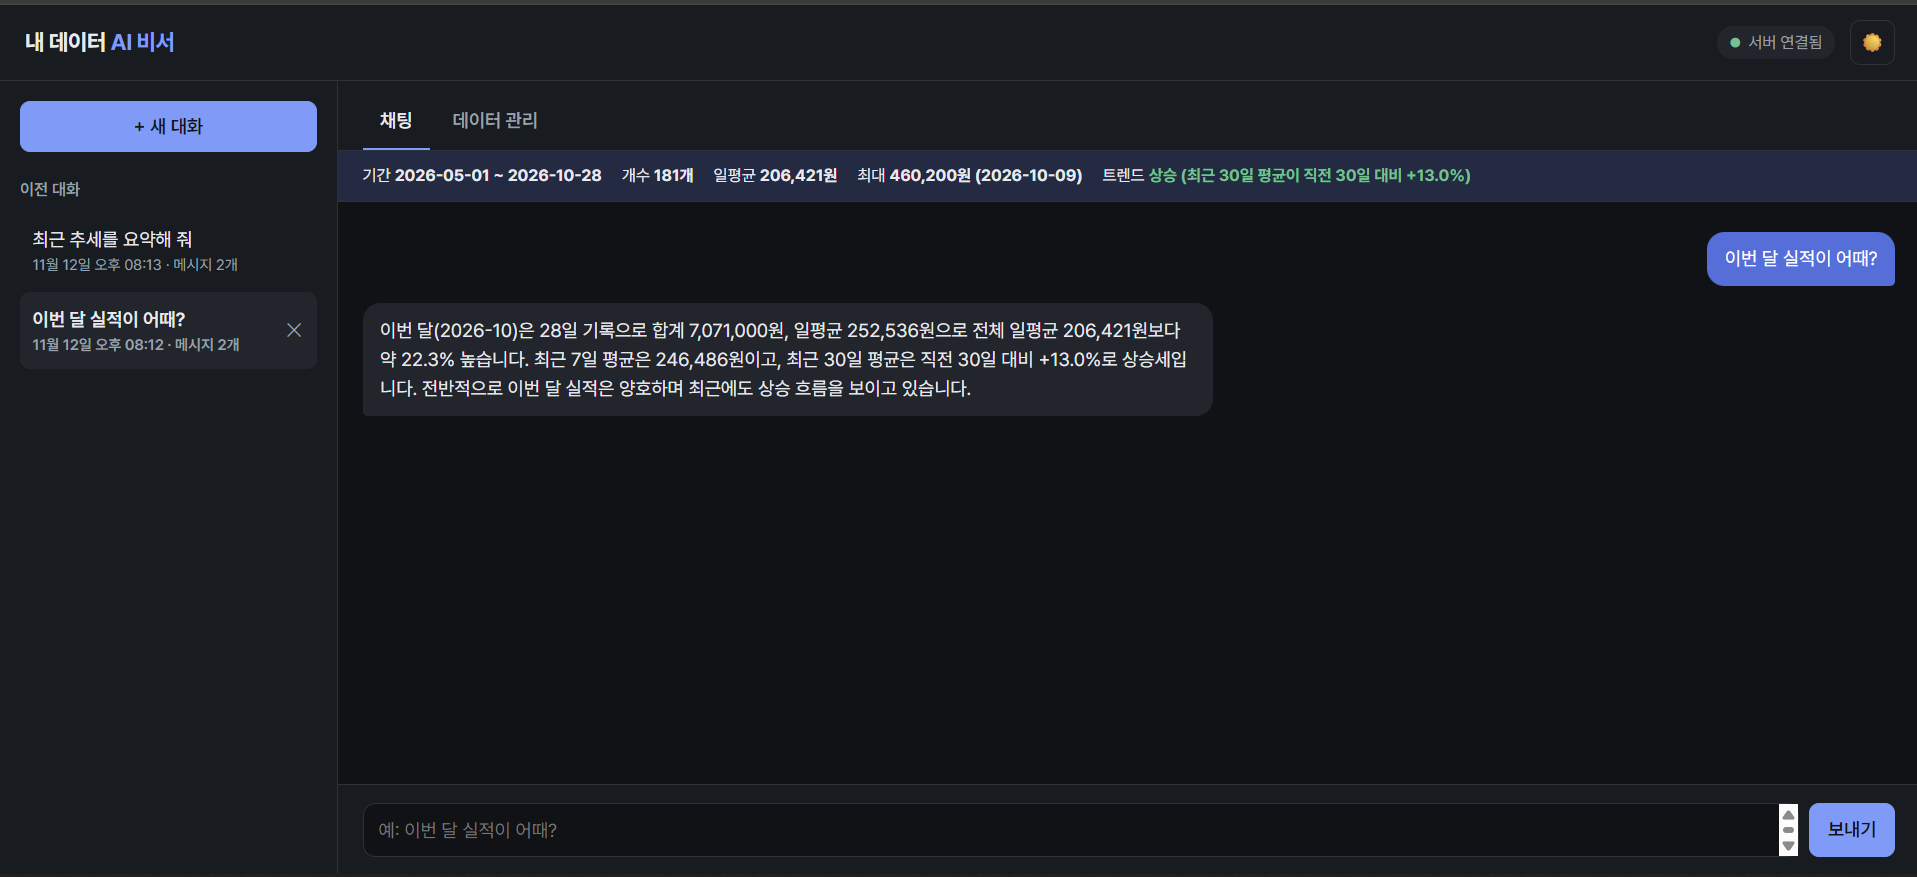 내 데이터 AI 비서
서버 연결됨
+ 새 대화
이전 대화
최근 추세를 요약해 줘
11월 12일 오후 08:13 · 메시지 2개
이번 달 실적이 어때?
11월 12일 오후 08:12 · 메시지 2개
채팅 데이터 관리
기간 2026-05-01 ~ 2026-10-28 개수 181개 일평균 206,421원 최대 460,200원 (2026-10-09) 트렌드 상승 (최근 30일 평균이 직전 30일 대비 +13.0%)
이번 달 실적이 어때?
이번 달(2026-10)은 28일 기록으로 합계 7,071,000원, 일평균 252,536원으로 전체 일평균 206,421원보다
약 22.3% 높습니다. 최근 7일 평균은 246,486원이고, 최근 30일 평균은 직전 30일 대비 +13.0%로 상승세입
니다. 전반적으로 이번 달 실적은 양호하며 최근에도 상승 흐름을 보이고 있습니다.
예: 이번 달 실적이 어때?
보내기